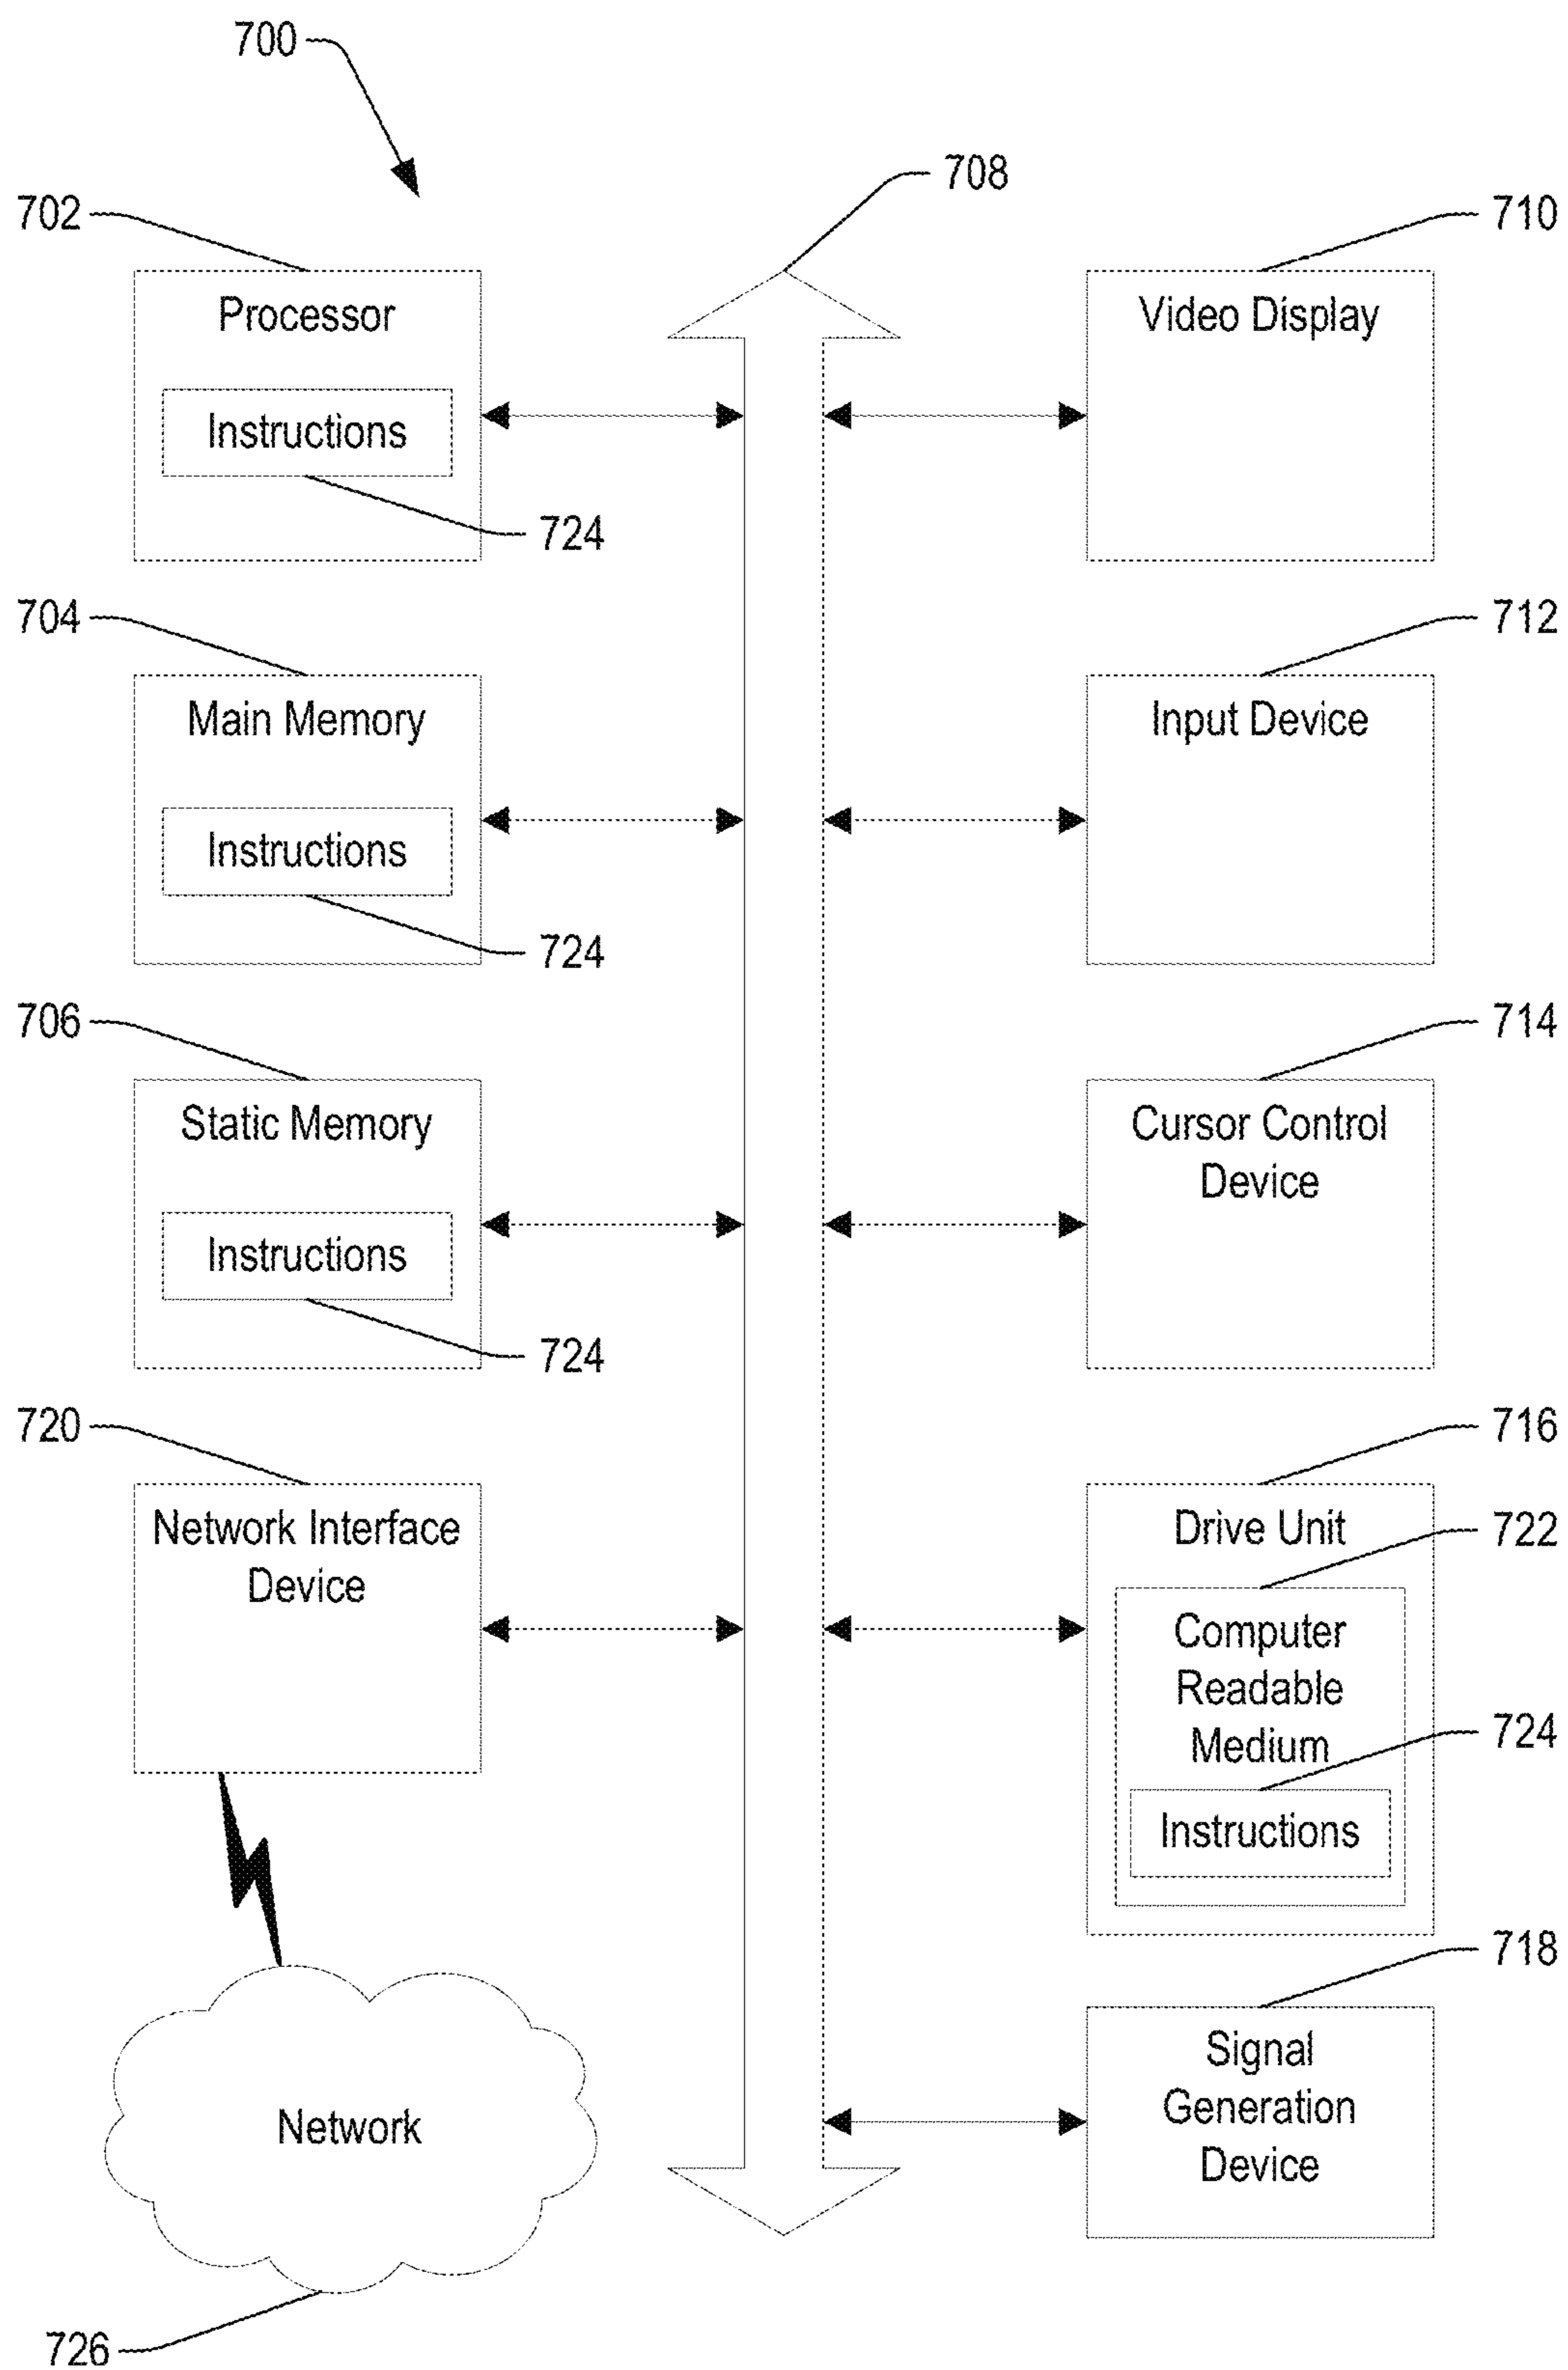 700
708
702
710
Processor
Video Display
Instructions
724
704
712
Main Memory
Input Device
Instructions
724
706
714
Static Memory
Cursor Control
Device
Instructions
724
720
716
Network Interface
Device
Drive Unit
722
Computer
Readable
Medium
724
Instructions
718
Signal
Generation
Device
Network
726